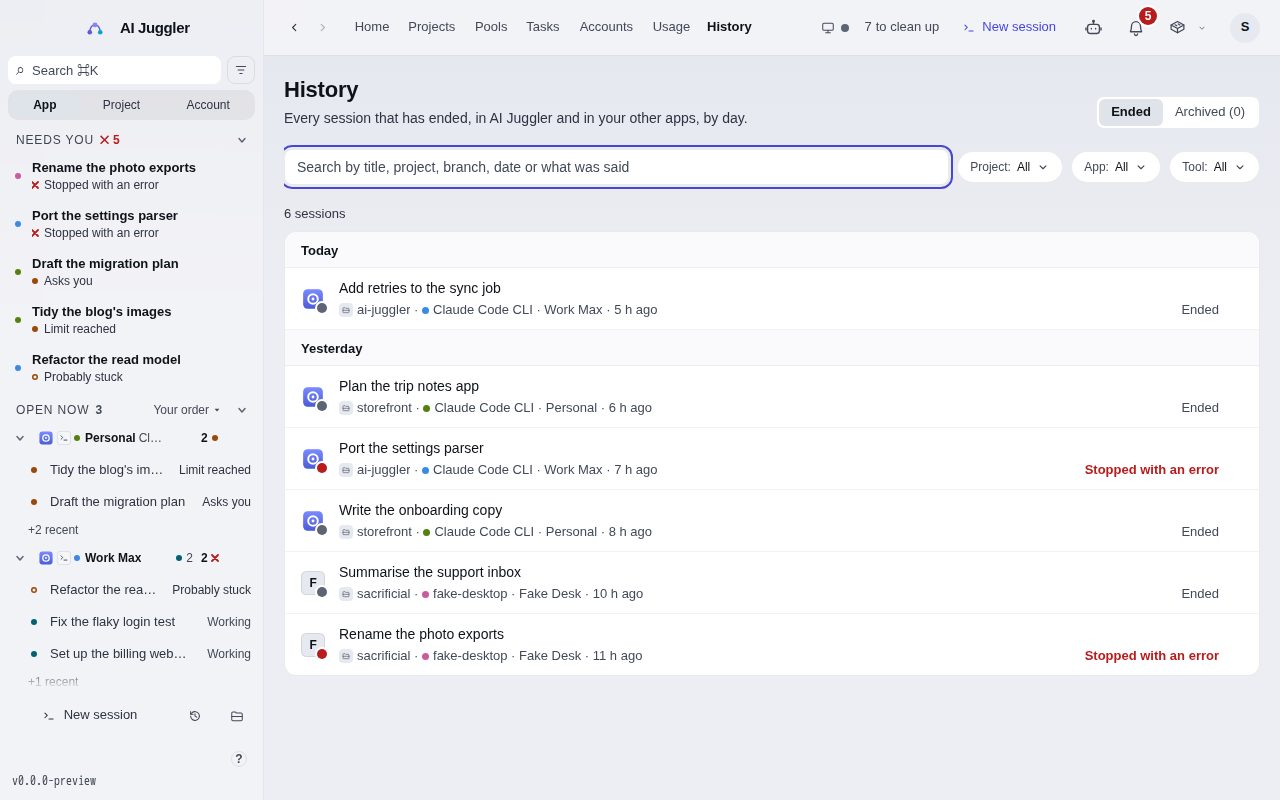 AI Juggler
Search ⌘K
App Project Account
NEEDS YOU 5
Rename the photo exports
Stopped with an error
Port the settings parser
Stopped with an error
Draft the migration plan
Asks you
Tidy the blog's images
Limit reached
Refactor the read model
Probably stuck
OPEN NOW 3 Your order
Personal Cl… 2
Tidy the blog's im… Limit reached
Draft the migration plan Asks you
+2 recent
Work Max 2 2
Refactor the rea… Probably stuck
Fix the flaky login test Working
Set up the billing web… Working
+1 recent
New session
?
v0.0.0-preview
Home Projects Pools Tasks Accounts Usage History 7 to clean up New session 5 S
History
Every session that has ended, in AI Juggler and in your other apps, by day.
Ended Archived (0)
Search by title, project, branch, date or what was said
Project: All App: All Tool: All
6 sessions
Today
Add retries to the sync job
ai-juggler · Claude Code CLI · Work Max · 5 h ago Ended
Yesterday
Plan the trip notes app
storefront · Claude Code CLI · Personal · 6 h ago Ended
Port the settings parser
ai-juggler · Claude Code CLI · Work Max · 7 h ago Stopped with an error
Write the onboarding copy
storefront · Claude Code CLI · Personal · 8 h ago Ended
F
Summarise the support inbox
sacrificial · fake-desktop · Fake Desk · 10 h ago Ended
F
Rename the photo exports
sacrificial · fake-desktop · Fake Desk · 11 h ago Stopped with an error